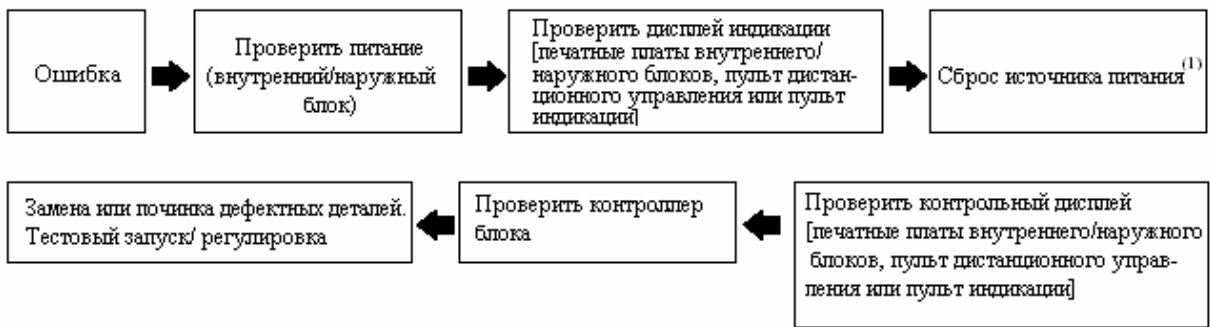 Ошибка
Проверить питание
(внутренний/наружный
блок)
Проверить дисплей индикации
[печатные платы внутреннего/
наружного блоков, пульт дистан-
ционного управления или пульт
индикации]
Сброс источника питания(1)
Замена или починка дефектных деталей.
Тестовый запуск/ регулировка
Проверить контроллер
блока
Проверить контрольный дисплей
[печатные платы внутреннего/наружного
блоков, пульт дистанционного управ-
ления или пульт индикации]